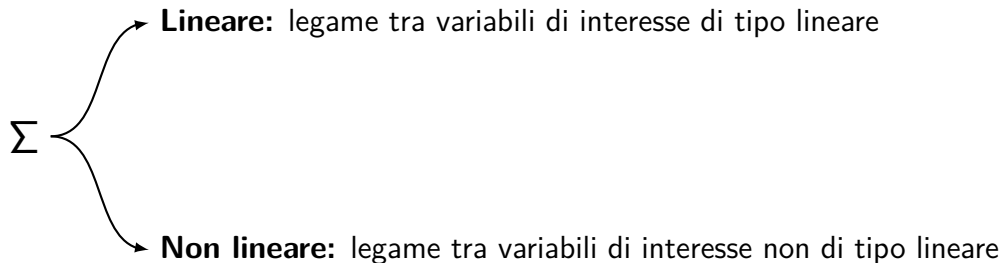 Lineare: legame tra variabili di interesse di tipo lineare
Σ
Non lineare: legame tra variabili di interesse non di tipo lineare